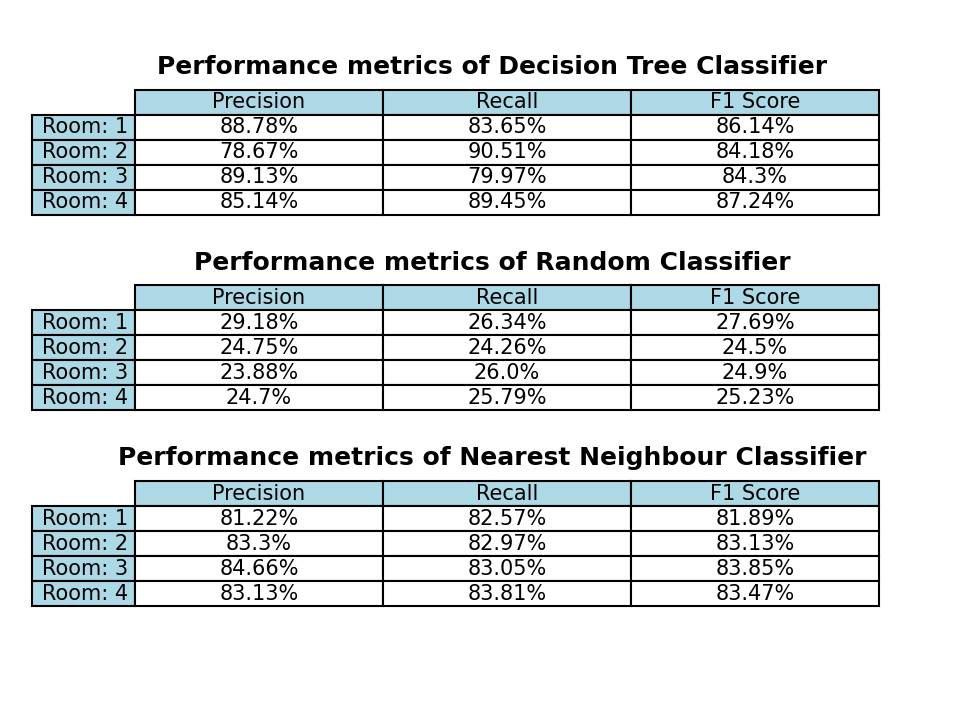 Performance metrics of Decision Tree Classifier
Precision Recall F1 Score
Room: 1 88.78% 83.65% 86.14%
Room: 2 78.67% 90.51% 84.18%
Room: 3 89.13% 79.97% 84.3%
Room: 4 85.14% 89.45% 87.24%
Performance metrics of Random Classifier
Precision Recall F1 Score
Room: 1 29.18% 26.34% 27.69%
Room: 2 24.75% 24.26% 24.5%
Room: 3 23.88% 26.0% 24.9%
Room: 4 24.7% 25.79% 25.23%
Performance metrics of Nearest Neighbour Classifier
Precision Recall F1 Score
Room: 1 81.22% 82.57% 81.89%
Room: 2 83.3% 82.97% 83.13%
Room: 3 84.66% 83.05% 83.85%
Room: 4 83.13% 83.81% 83.47%